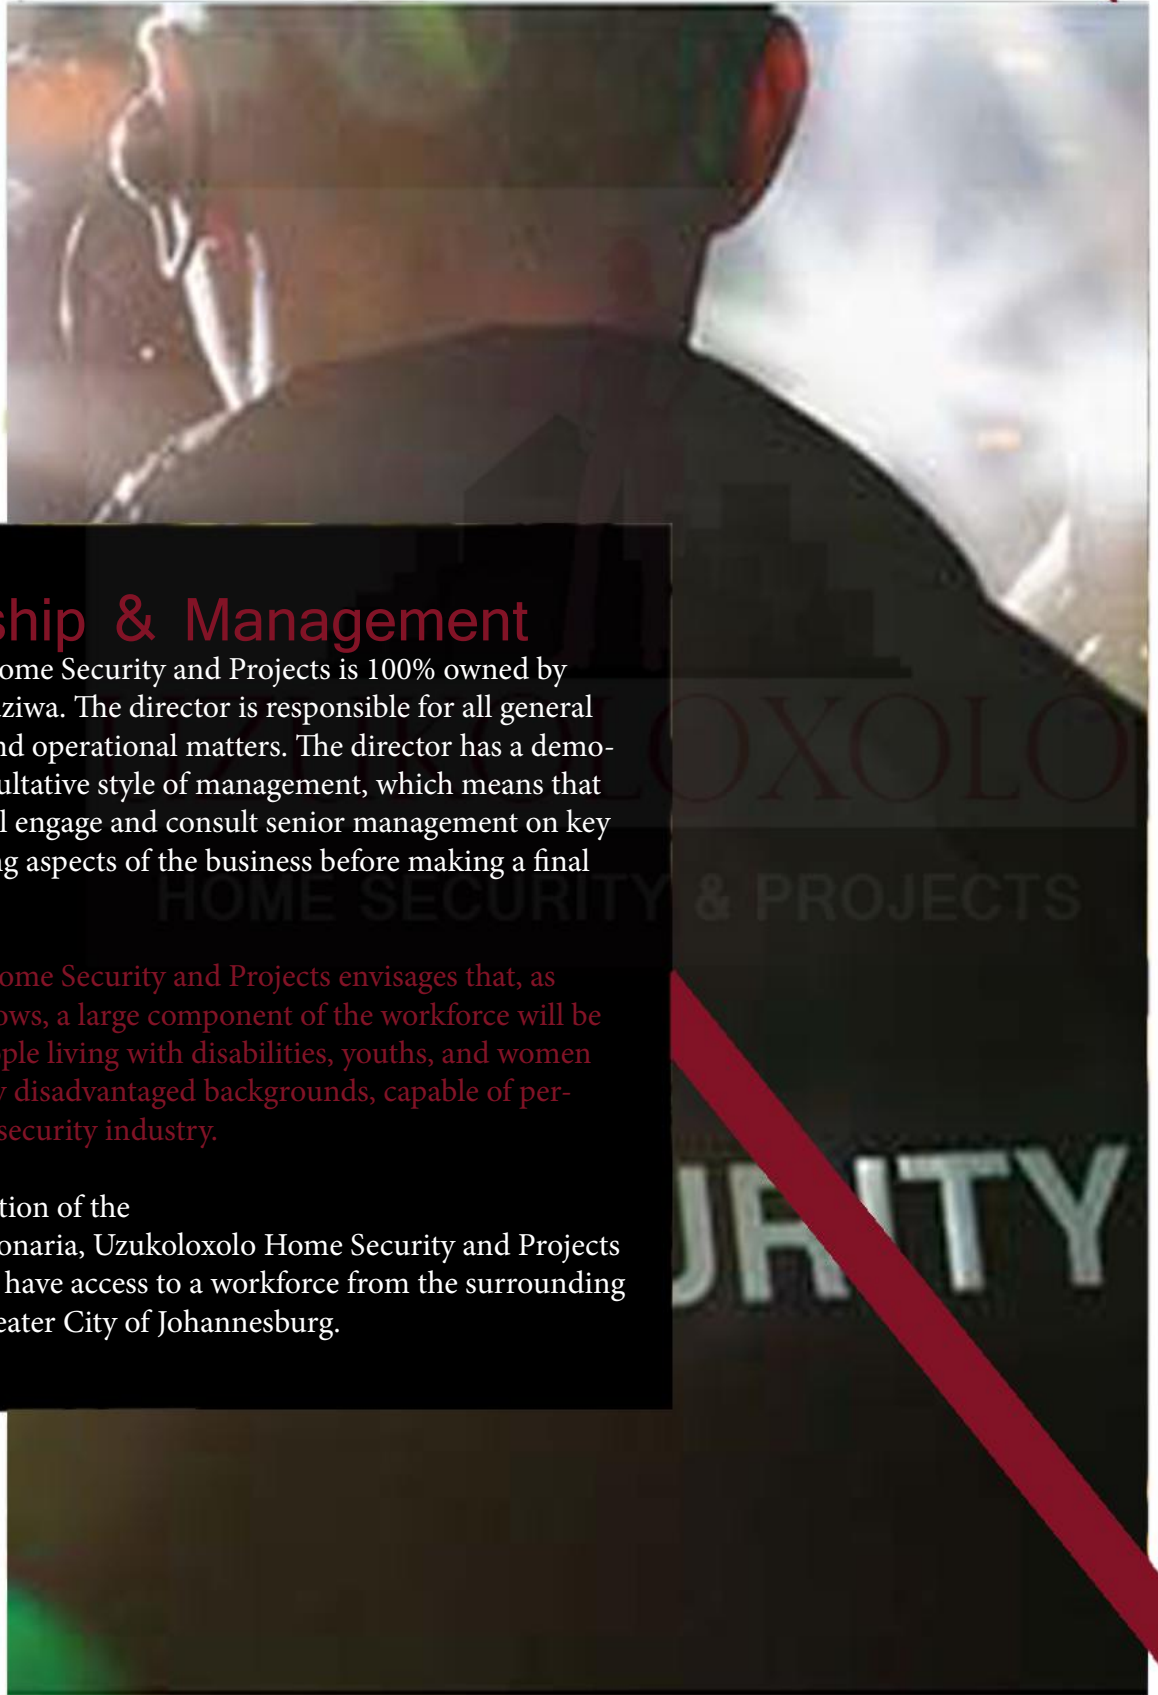 ship & Management
ome Security and Projects is 100% owned by
ziwa. The director is responsible for all general
nd operational matters. The director has a demo-
ultative style of management, which means that
l engage and consult senior management on key
ng aspects of the business before making a final
UZUKOLOXOLO
HOME SECURITY & PROJECTS
ome Security and Projects envisages that, as
ows, a large component of the workforce will be
ple living with disabilities, youths, and women
y disadvantaged backgrounds, capable of per-
security industry.
URITY
tion of the
onaria, Uzukoloxolo Home Security and Projects
have access to a workforce from the surrounding
eater City of Johannesburg.